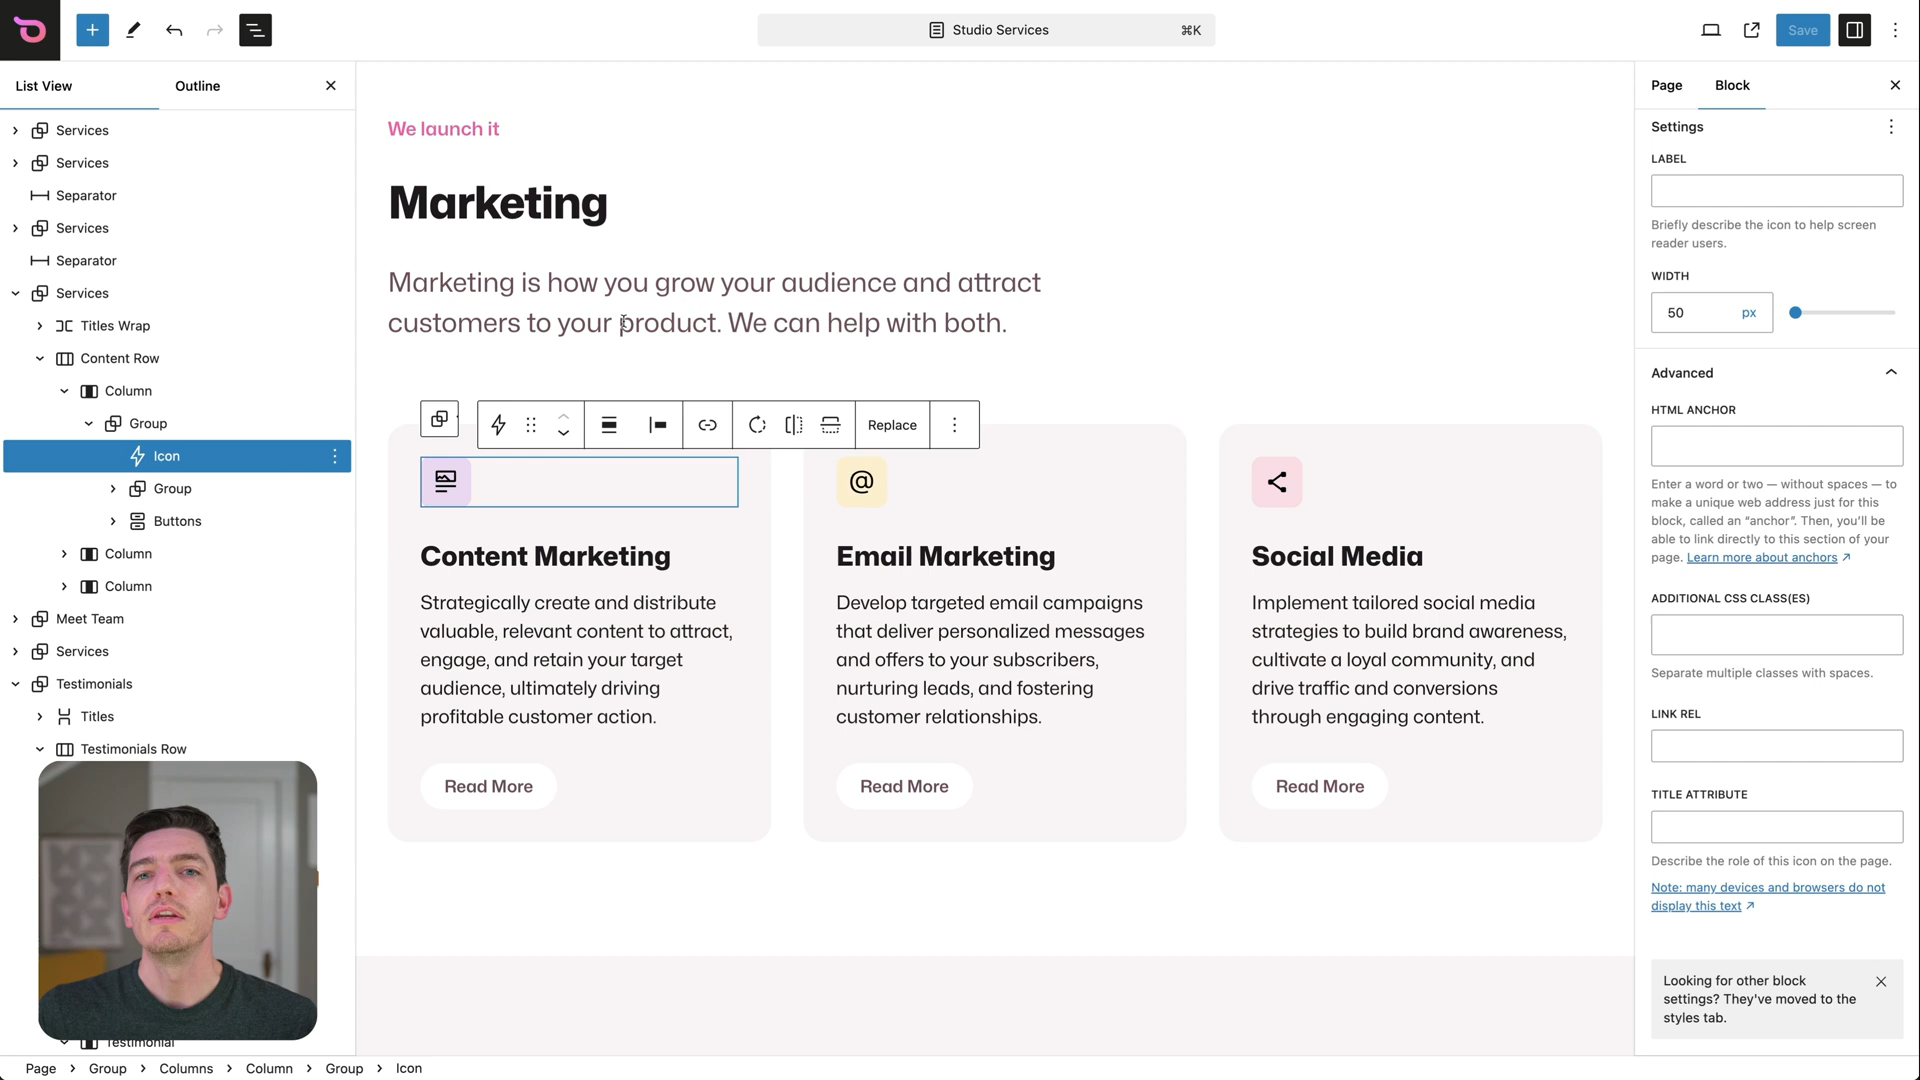 Studio Services
⌘K
Save
List View
Outline
Services
Services
Separator
Services
Separator
Services
Titles Wrap
Content Row
Column
Group
Icon
Group
Buttons
Column
Column
Meet Team
Services
Testimonials
Titles
Testimonials Row
Testimonial
We launch it
Marketing
Marketing is how you grow your audience and attract
customers to your product. We can help with both.
Replace
@
Content Marketing
Strategically create and distribute
valuable, relevant content to attract,
engage, and retain your target
audience, ultimately driving
profitable customer action.
Read More
Email Marketing
Develop targeted email campaigns
that deliver personalized messages
and offers to your subscribers,
nurturing leads, and fostering
customer relationships.
Read More
Social Media
Implement tailored social media
strategies to build brand awareness,
cultivate a loyal community, and
drive traffic and conversions
through engaging content.
Read More
Page
Block
Settings
LABEL
Briefly describe the icon to help screen
reader users.
WIDTH
50 px
Advanced
HTML ANCHOR
Enter a word or two — without spaces — to
make a unique web address just for this
block, called an “anchor”. Then, you’ll be
able to link directly to this section of your
page. Learn more about anchors ↗
ADDITIONAL CSS CLASS(ES)
Separate multiple classes with spaces.
LINK REL
TITLE ATTRIBUTE
Describe the role of this icon on the page.
Note: many devices and browsers do not
display this text ↗
Looking for other block
settings? They've moved to the
styles tab.
Page > Group > Columns > Column > Group > Icon